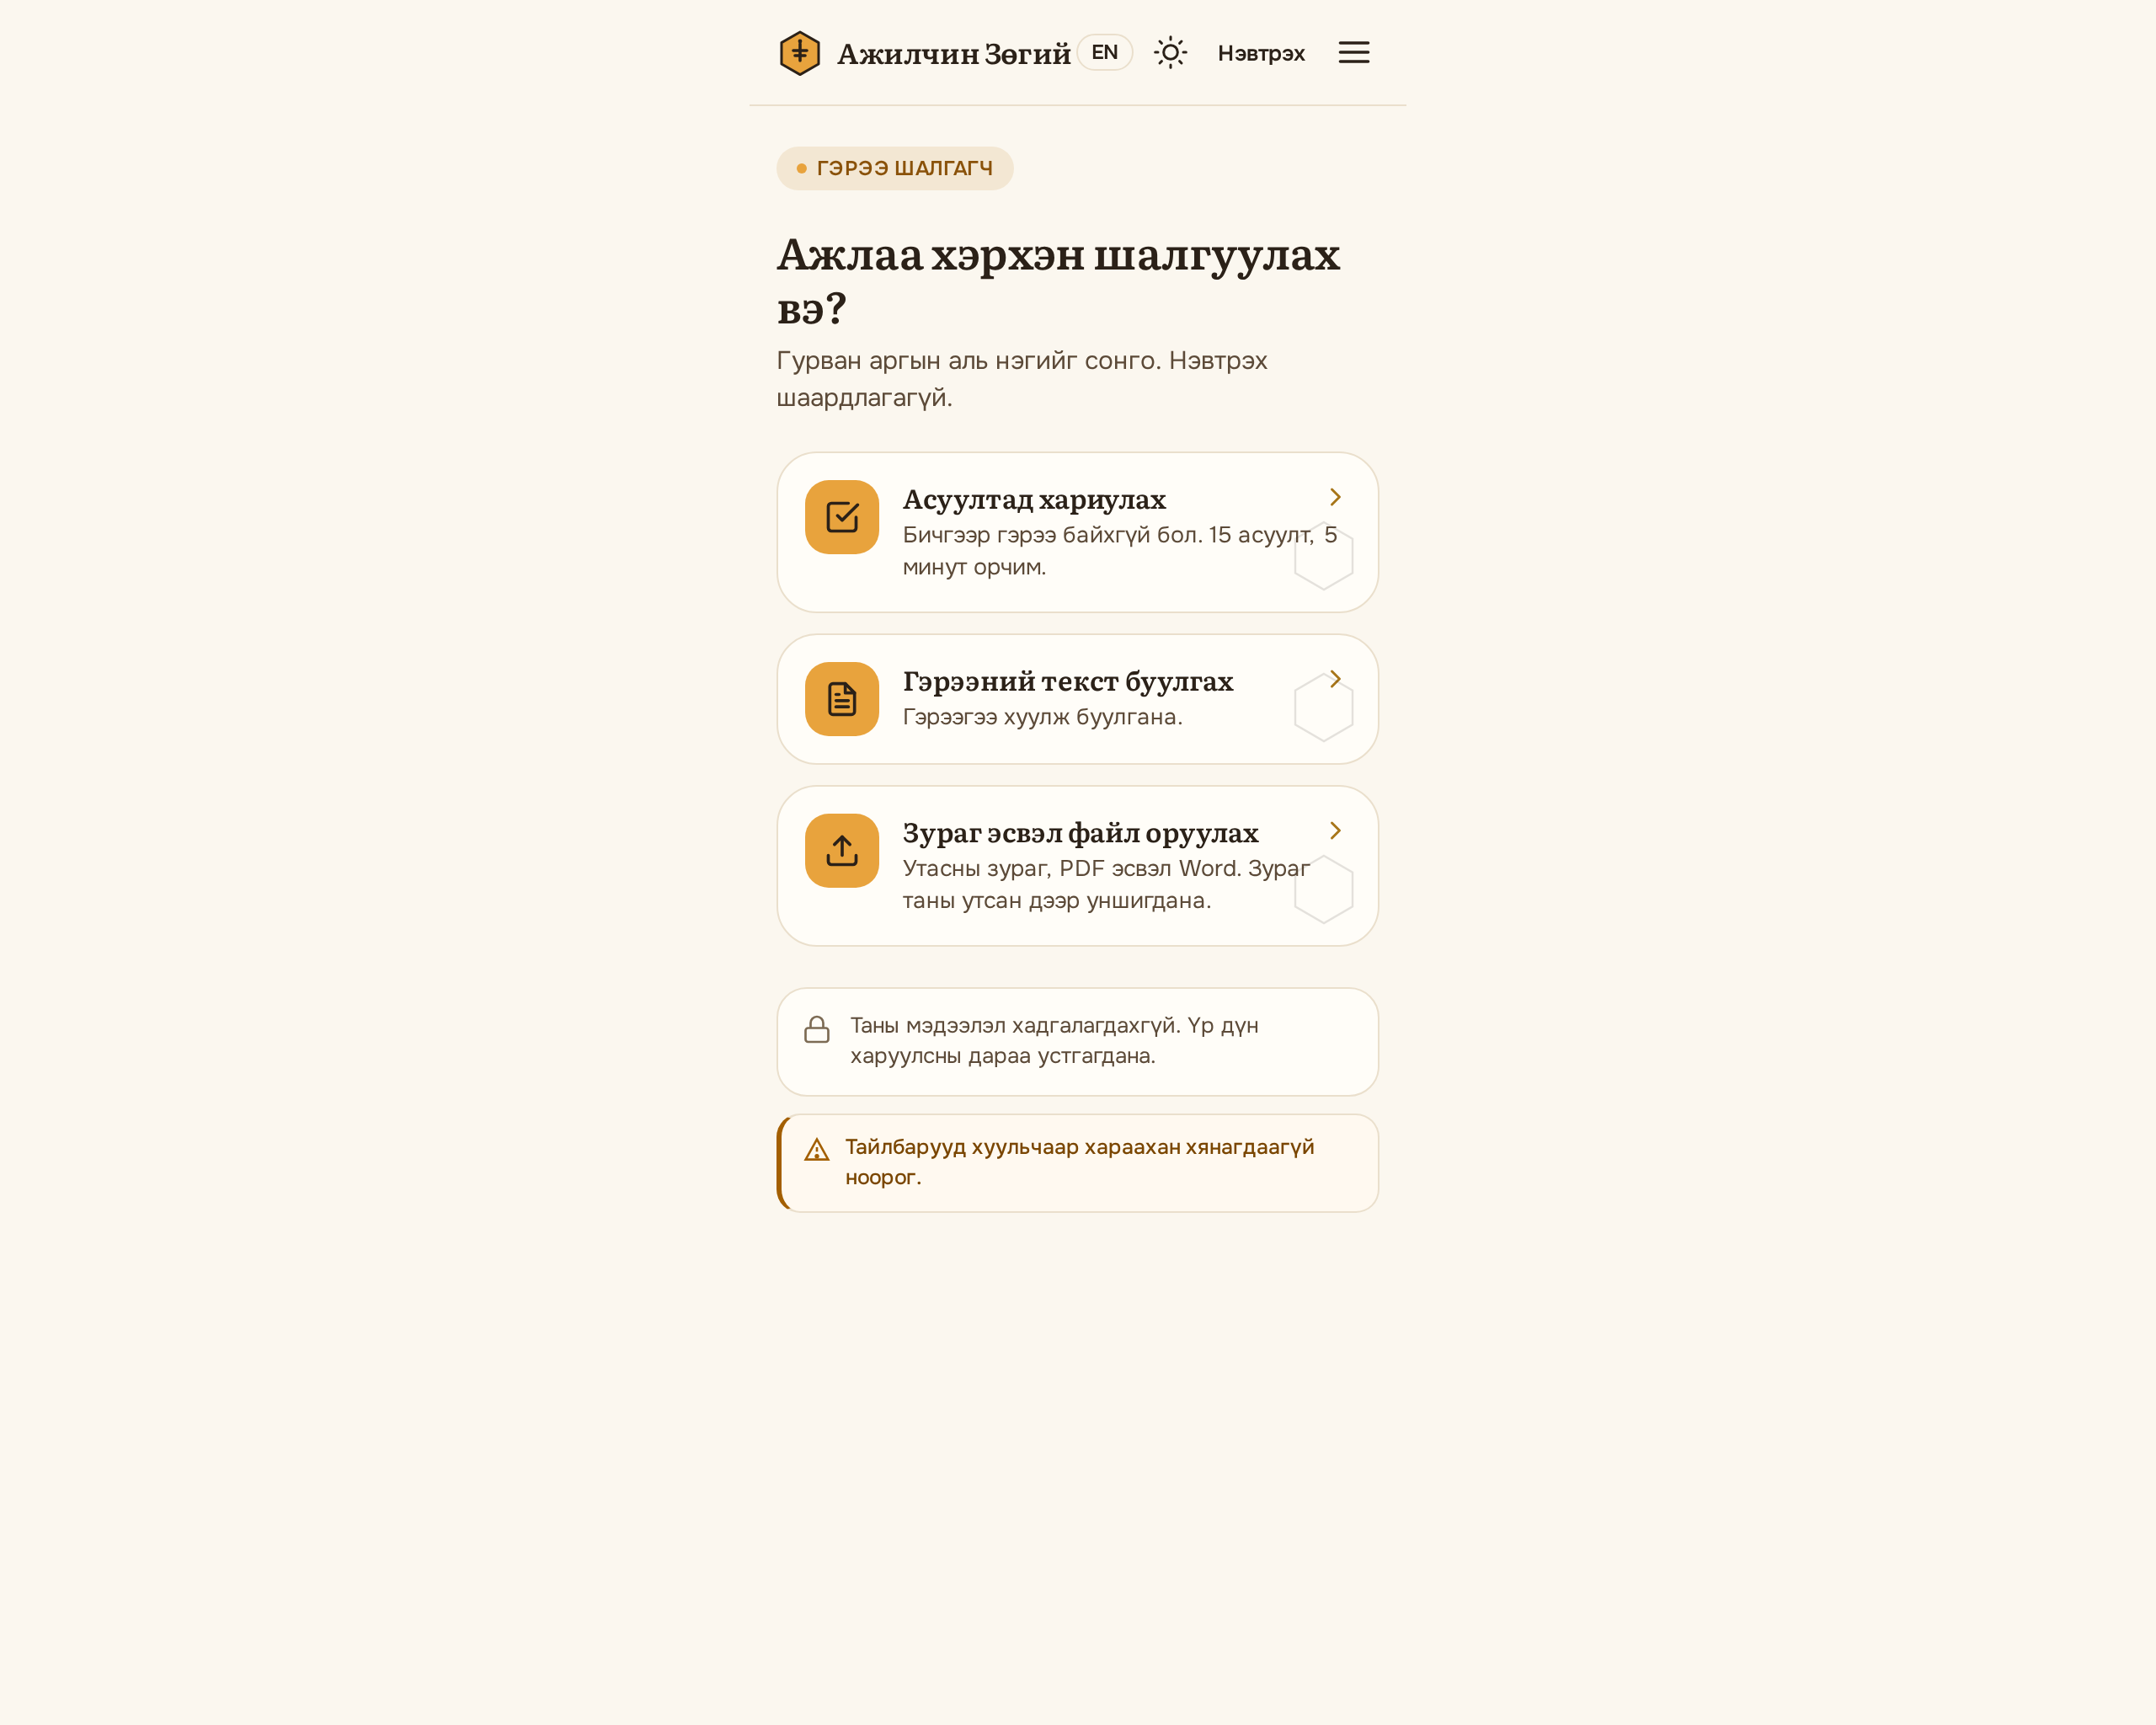 Ажилчин Зөгий EN Нэвтрэх
ГЭРЭЭ ШАЛГАГЧ
Ажлаа хэрхэн шалгуулах
вэ?
Гурван аргын аль нэгийг сонго. Нэвтрэх
шаардлагагүй.
Асуултад хариулах
Бичгээр гэрээ байхгүй бол. 15 асуулт, 5
минут орчим.
Гэрээний текст буулгах
Гэрээгээ хуулж буулгана.
Зураг эсвэл файл оруулах
Утасны зураг, PDF эсвэл Word. Зураг
таны утсан дээр уншигдана.
Таны мэдээлэл хадгалагдахгүй. Үр дүн
харуулсны дараа устгагдана.
Тайлбарууд хуульчаар хараахан хянагдаагүй
ноорог.